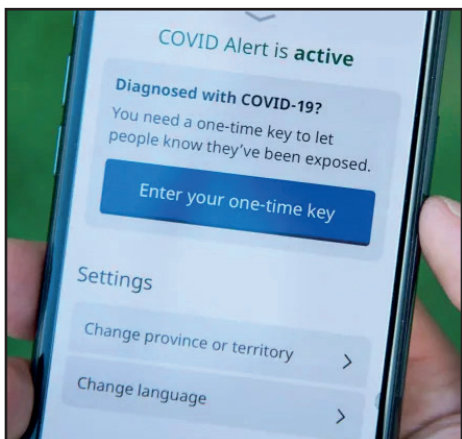 COVID Alert is active
Diagnosed with COVID-19?
You need a one-time key to let
people know they've been exposed.
Enter your one-time key
Settings
Change province or territory
Change language